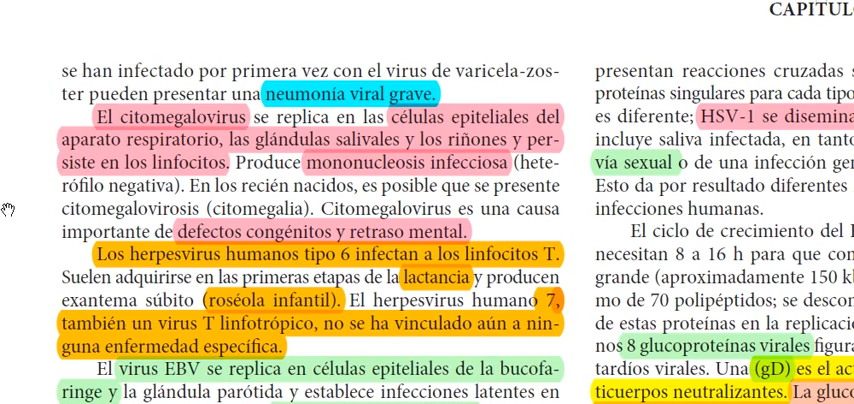 CAPITULO
se han infectado por primera vez con el virus de varicela-zos-
ter pueden presentar una neumonía viral grave.
El citomegalovirus se replica en las células epiteliales del
aparato respiratorio, las glándulas salivales y los riñones y per-
siste en los linfocitos. Produce mononucleosis infecciosa (hete-
rófilo negativa). En los recién nacidos, es posible que se presente
citomegalovirosis (citomegalia). Citomegalovirus es una causa
importante de defectos congénitos y retraso mental.
Los herpesvirus humanos tipo 6 infectan a los linfocitos T.
Suelen adquirirse en las primeras etapas de la lactancia y producen
exantema súbito (roséola infantil). El herpesvirus humano 7,
también un virus T linfotrópico, no se ha vinculado aún a nin-
guna enfermedad específica.
El virus EBV se replica en células epiteliales de la bucofa-
ringe y la glándula parótida y establece infecciones latentes en
presentan reacciones cruzadas
proteínas singulares para cada tipo
es diferente; HSV-1 se disemina
incluye saliva infectada, en tanto
vía sexual o de una infección
Esto da por resultado diferentes
infecciones humanas.
El ciclo de crecimiento del
necesitan 8 a 16 h para que
grande (aproximadamente 150
mo de 70 polipéptidos; se
de estas proteínas en la
nos 8 glucoproteínas virales
tardíos virales. Una (gD) es el
ticuerpos neutralizantes. La